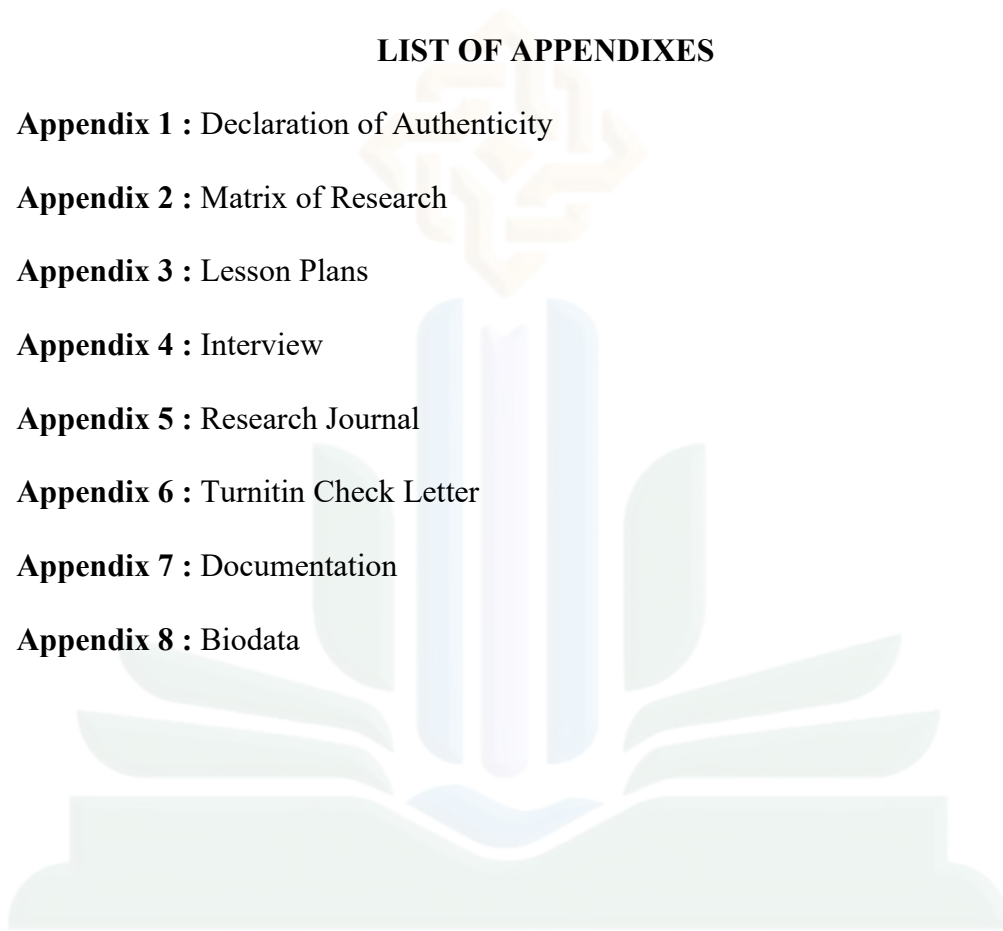 LIST OF APPENDIXES
Appendix 1 : Declaration of Authenticity
Appendix 2 : Matrix of Research
Appendix 3 : Lesson Plans
Appendix 4 : Interview
Appendix 5 : Research Journal
Appendix 6 : Turnitin Check Letter
Appendix 7 : Documentation
Appendix 8 : Biodata